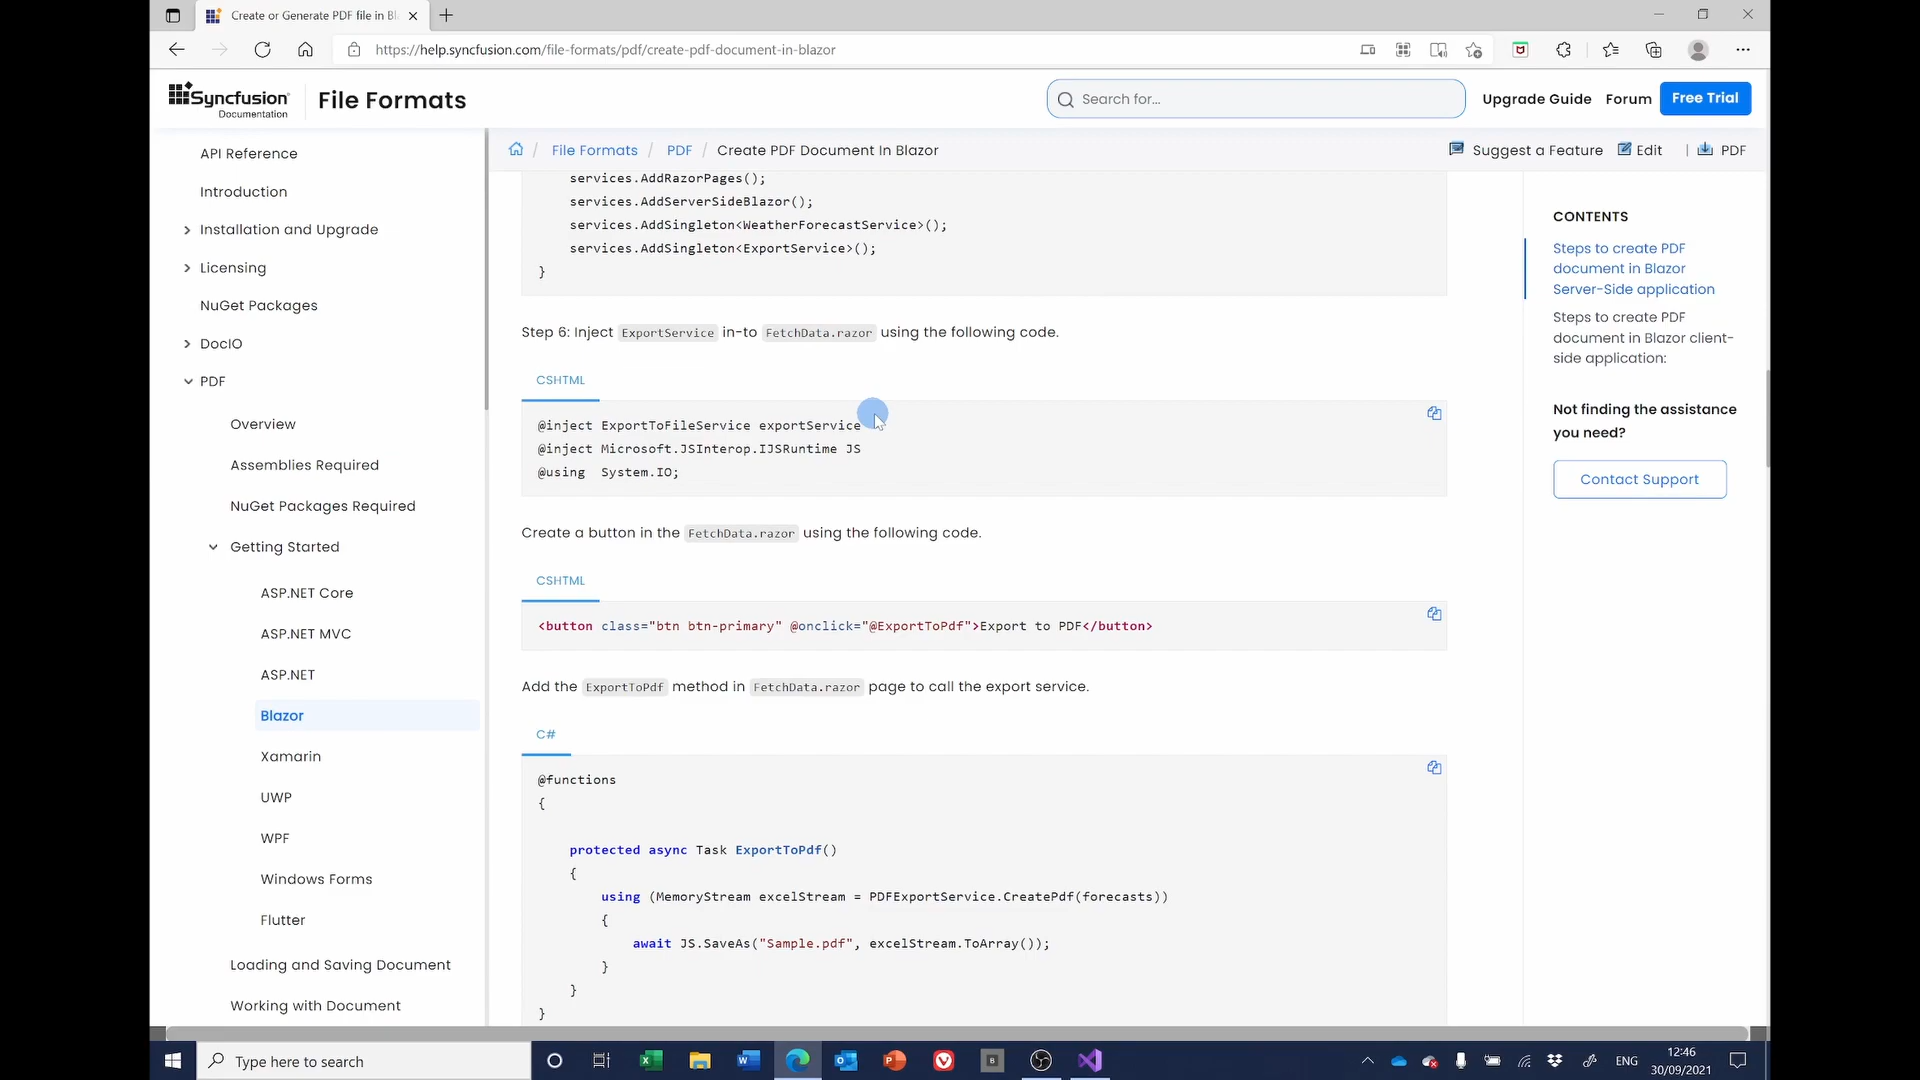 Create or Generate PDF file in Bl
https://help.syncfusion.com/file-formats/pdf/create-pdf-document-in-blazor
Syncfusion
Documentation
File Formats
Search for...
Upgrade Guide
Forum
Free Trial
API Reference
Introduction
Installation and Upgrade
Licensing
NuGet Packages
DocIO
PDF
Overview
Assemblies Required
NuGet Packages Required
Getting Started
ASP.NET Core
ASP.NET MVC
ASP.NET
Blazor
Xamarin
UWP
WPF
Windows Forms
Flutter
Loading and Saving Document
Working with Document
/ File Formats / PDF / Create PDF Document In Blazor
Suggest a Feature
Edit
| PDF
services.AddRazorPages();
services.AddServerSideBlazor();
services.AddSingleton<WeatherForecastService>();
services.AddSingleton<ExportService>();
}
Step 6: Inject ExportService in-to FetchData.razor using the following code.
CSHTML
@inject ExportToFileService exportService
@inject Microsoft.JSInterop.IJSRuntime JS
@using  System.IO;
Create a button in the FetchData.razor using the following code.
CSHTML
<button class="btn btn-primary" @onclick="@ExportToPdf">Export to PDF</button>
Add the ExportToPdf method in FetchData.razor page to call the export service.
C#
@functions
{
protected async Task ExportToPdf()
{
using (MemoryStream excelStream = PDFExportService.CreatePdf(forecasts))
{
await JS.SaveAs("Sample.pdf", excelStream.ToArray());
}
}
}
CONTENTS
Steps to create PDF
document in Blazor
Server-Side application
Steps to create PDF
document in Blazor client-
side application:
Not finding the assistance
you need?
Contact Support
Type here to search
ENG
12:46
30/09/2021